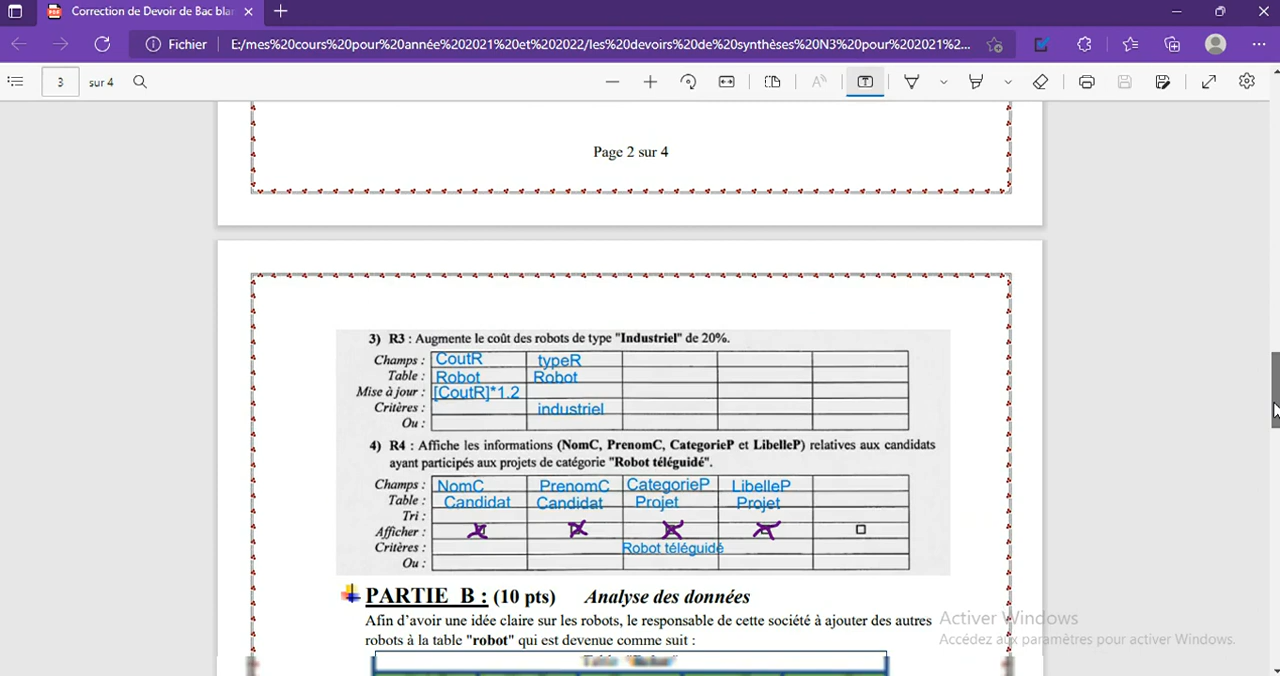 Correction de Devoir de Bac bla
Fichier E:/mes%20cours%20pour%20année%202021%20et%202022/les%20devoirs%20de%20synthèses%20N3%20pour%202021%2...
3 sur 4
Page 2 sur 4
3) R3 : Augmente le coût des robots de type "Industriel" de 20%.
Champs : CoutR typeR
Table : Robot Robot
Mise à jour : [CoutR]*1.2
Critères : industriel
Ou :
4) R4 : Affiche les informations (NomC, PrenomC, CategorieP et LibelleP) relatives aux candidats
ayant participés aux projets de catégorie "Robot téléguidé".
Champs : NomC PrenomC CategorieP LibelleP
Table : Candidat Candidat Projet Projet
Tri :
Afficher :
Critères : Robot téléguidé
Ou :
PARTIE B : (10 pts) Analyse des données
Afin d'avoir une idée claire sur les robots, le responsable de cette société à ajouter des autres
robots à la table "robot" qui est devenue comme suit :
Table "Robot"
Activer Windows
Accédez aux paramètres pour activer Windows.